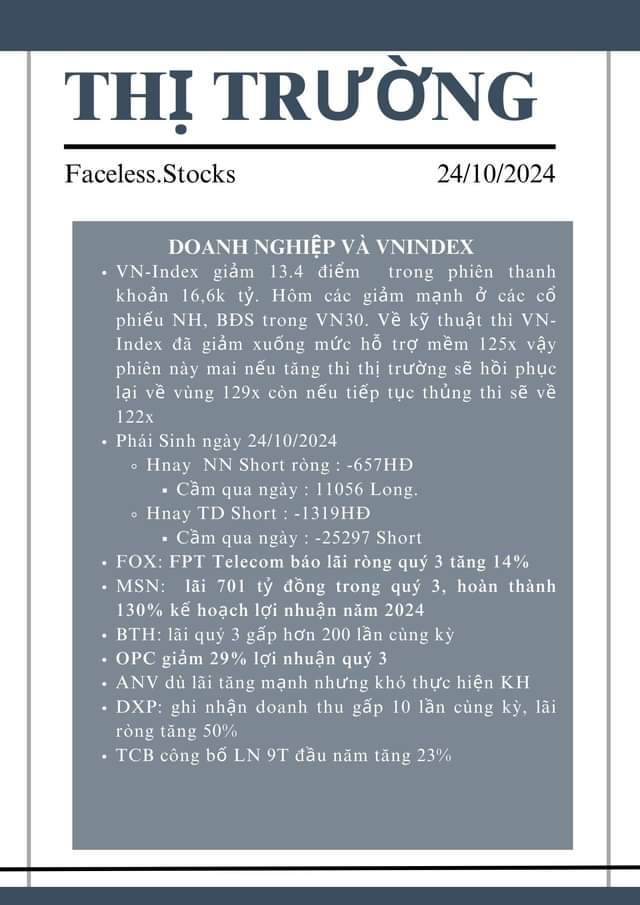 THỊ TRƯỜNG
Faceless.Stocks 24/10/2024
DOANH NGHIỆP VÀ VNINDEX
• VN-Index giảm 13.4 điểm trong phiên thanh
khoản 16,6k tỷ. Hôm các giảm mạnh ở các cổ
phiếu NH, BĐS trong VN30. Về kỹ thuật thì VN-
Index đã giảm xuống mức hỗ trợ mềm 125x vậy
phiên này mai nếu tăng thì thị trường sẽ hồi phục
lại về vùng 129x còn nếu tiếp tục thủng thì sẽ về
122x
• Phái Sinh ngày 24/10/2024
◦ Hnay NN Short ròng : -657HĐ
▪ Cầm qua ngày : 11056 Long.
◦ Hnay TD Short : -1319HĐ
▪ Cầm qua ngày : -25297 Short
• FOX: FPT Telecom báo lãi ròng quý 3 tăng 14%
• MSN: lãi 701 tỷ đồng trong quý 3, hoàn thành
130% kế hoạch lợi nhuận năm 2024
• BTH: lãi quý 3 gấp hơn 200 lần cùng kỳ
• OPC giảm 29% lợi nhuận quý 3
• ANV dù lãi tăng mạnh nhưng khó thực hiện KH
• DXP: ghi nhận doanh thu gấp 10 lần cùng kỳ, lãi
ròng tăng 50%
• TCB công bố LN 9T đầu năm tăng 23%